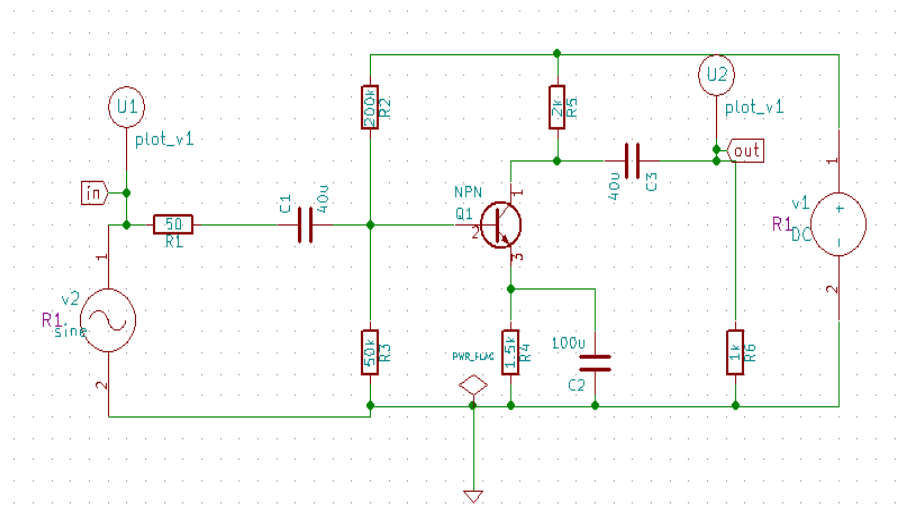 U1
plot_v1
in
50
R1
C1
40u
200k
R2
50k
R3
v2
R1
sine
1
2
NPN
Q1
1
2
3
2k
R5
40u
C3
U2
plot_v1
out
PWR_FLAG
1.5k
R4
100u
C2
1k
R6
v1
R1
DC
+
-
1
2